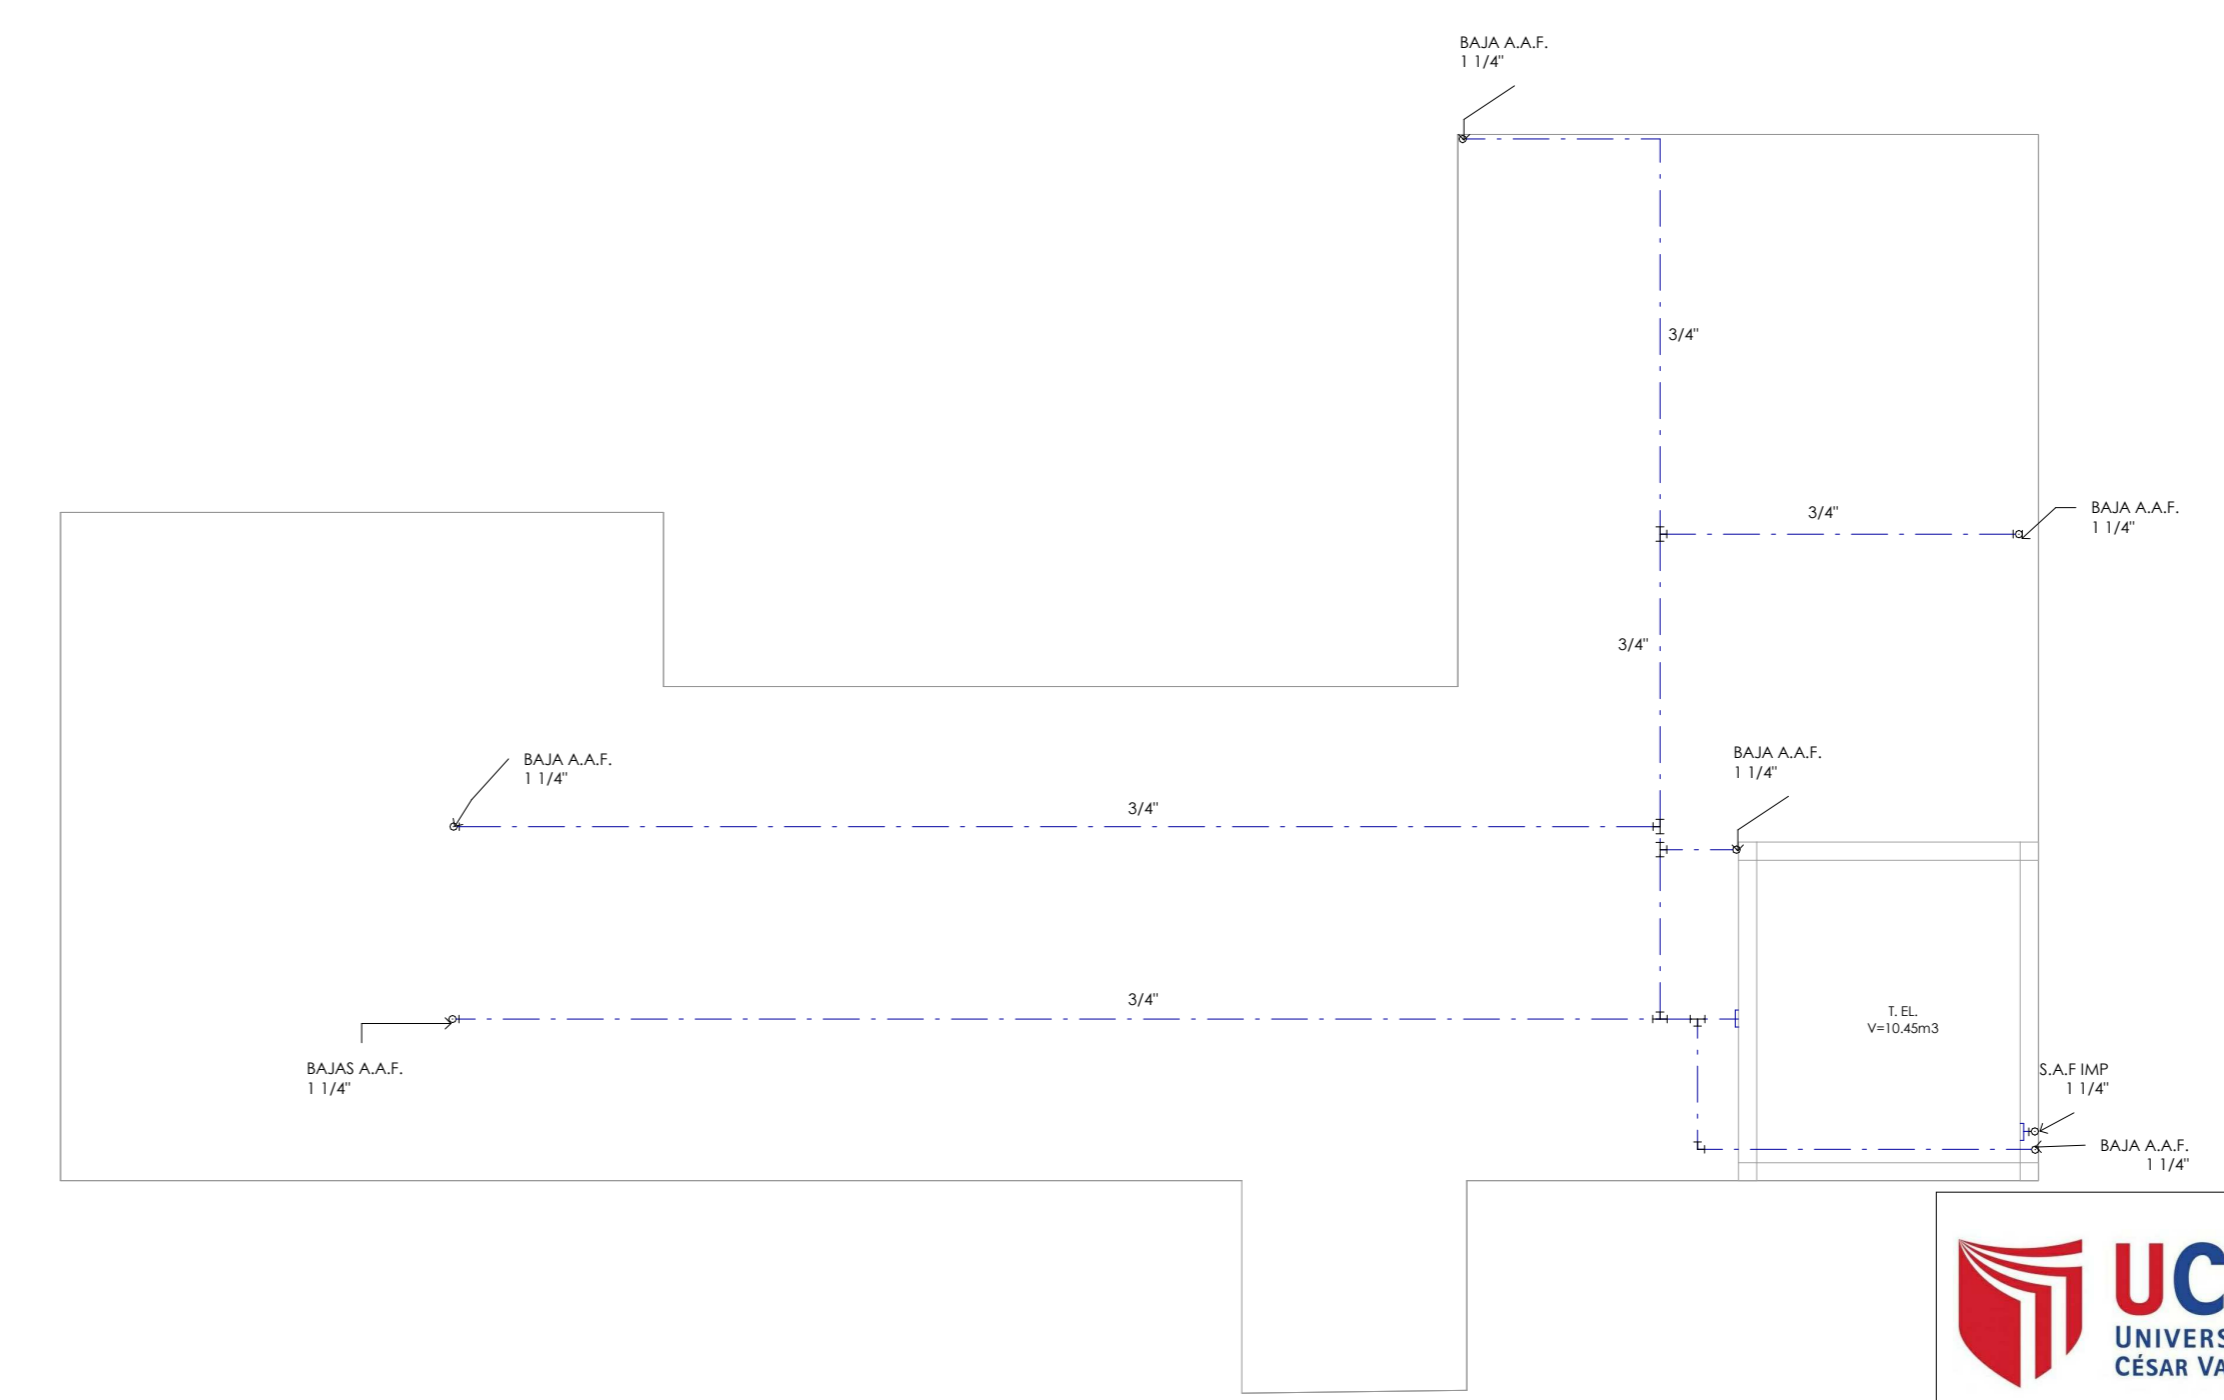 BAJA A.A.F.
1 1/4"
3/4"
3/4"
BAJA A.A.F.
1 1/4"
3/4"
BAJA A.A.F.
1 1/4"
BAJA A.A.F.
1 1/4"
3/4"
3/4"
T. EL.
V=10.45m3
BAJAS A.A.F.
1 1/4"
S.A.F IMP
1 1/4"
BAJA A.A.F.
1 1/4"
UC
UNIVERS
CÉSAR VA